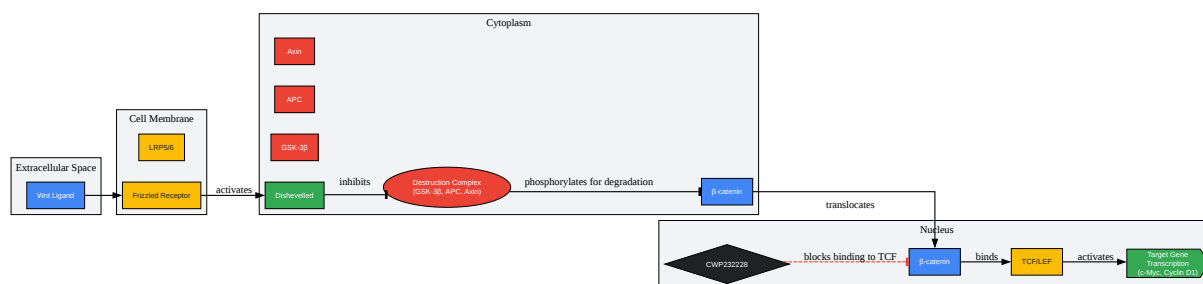 Cytoplasm
Axin
APC
Cell Membrane
LRP5/6
GSK-3β
Extracellular Space
Wnt Ligand
Frizzled Receptor
activates
Dishevelled
inhibits
Destruction Complex
(GSK-3β, APC, Axin)
phosphorylates for degradation
β-catenin
translocates
Nucleus
CWP232228
blocks binding to TCF
β-catenin
binds
TCF/LEF
activates
Target Gene
Transcription
(c-Myc, Cyclin D1)